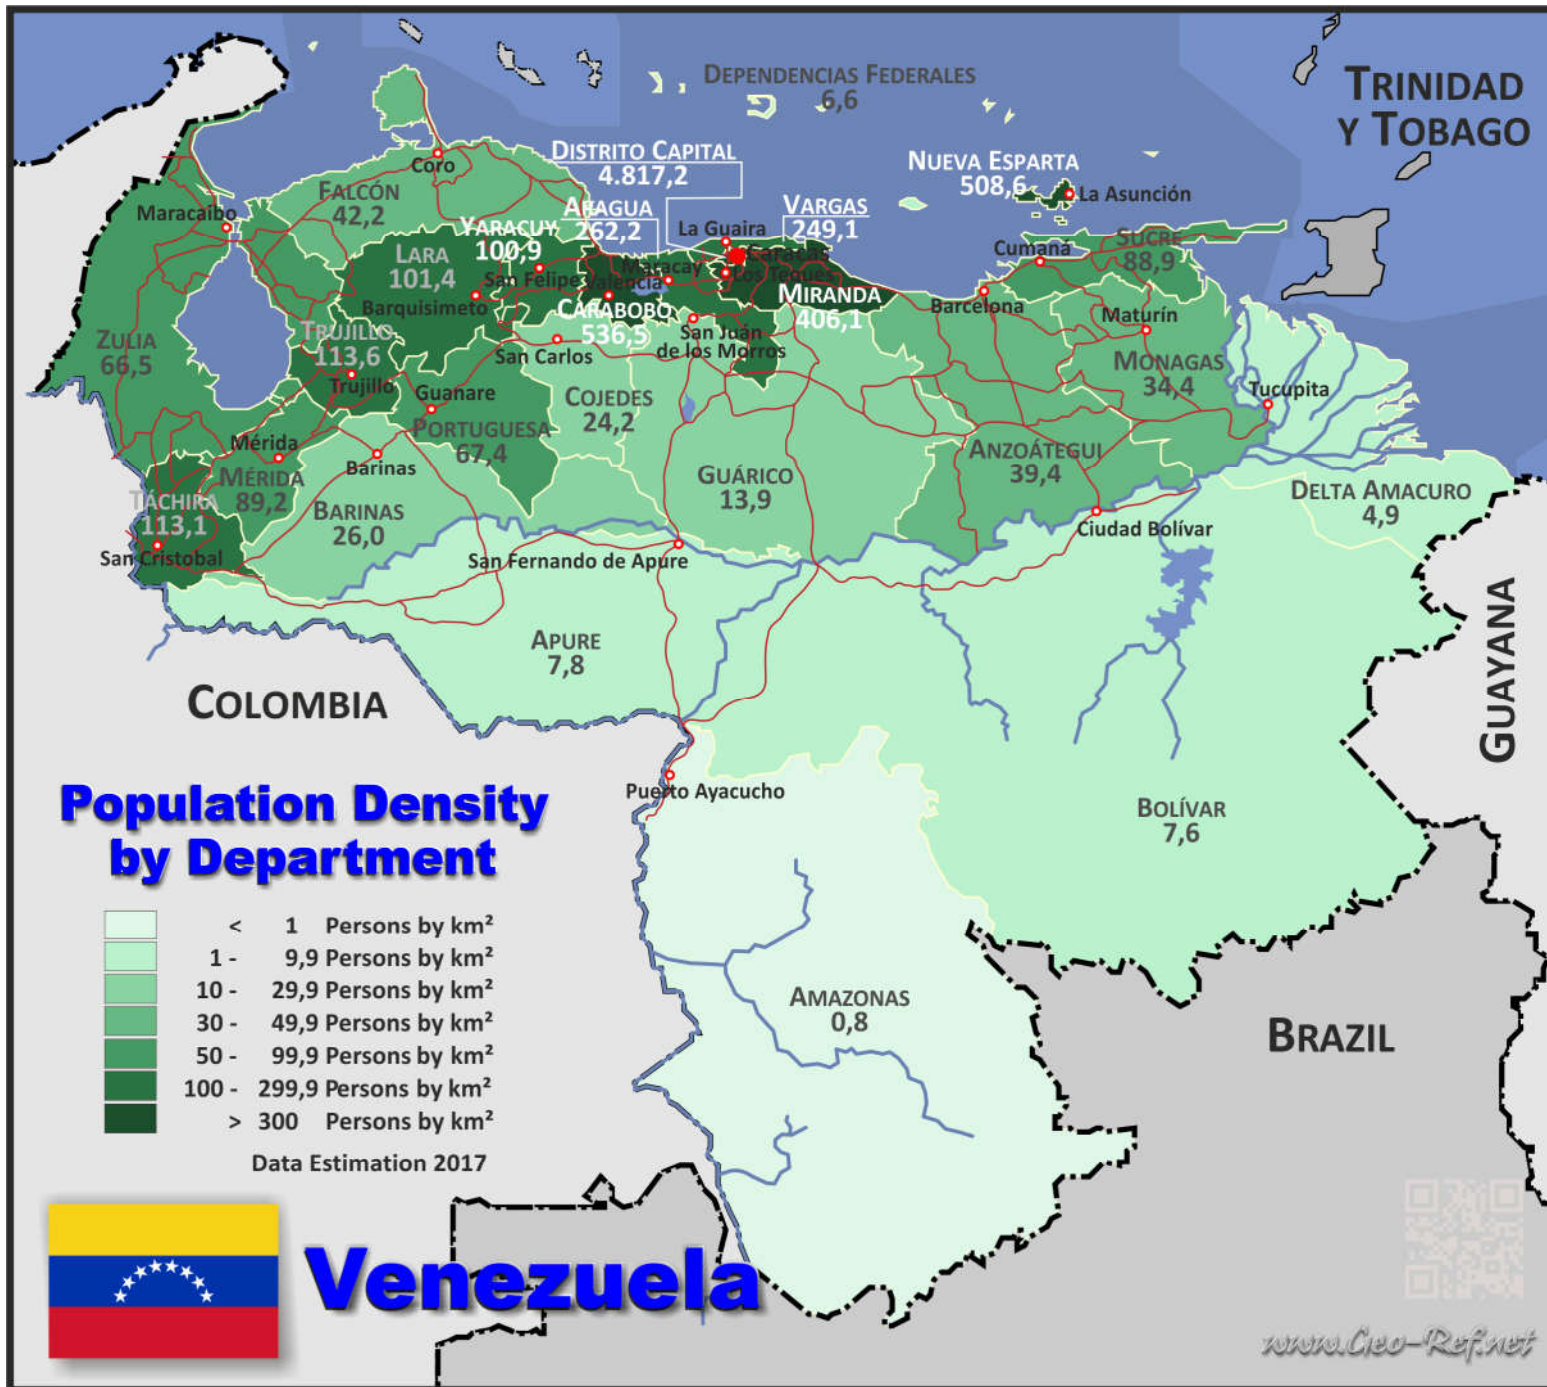 DEPENDENCIAS FEDERALES
6,6
TRINIDAD
Y TOBAGO
DISTRITO CAPITAL
4.817,2
NUEVA ESPARTA
508,6
La Asunción
Coro
FALCÓN
42,2
Maracaibo
ARAGUA
262,2
VARGAS
249,1
La Guaira
YARACUY
100,9
LARA
101,4
Caracas
Cumaná
SUCRE
88,9
San Felipe
Maracay
Los Teques
Valencia
Barquisimeto
CARABOBO
536,5
MIRANDA
406,1
Barcelona
Maturín
ZULIA
66,5
TRUJILLO
113,6
Trujillo
San Carlos
San Juán
de los Morros
MONAGAS
34,4
Tucupita
Guanare
COJEDES
24,2
PORTUGUESA
67,4
Mérida
MÉRIDA
89,2
Barinas
BARINAS
26,0
GUÁRICO
13,9
ANZOÁTEGUI
39,4
DELTA AMACURO
4,9
TÁCHIRA
113,1
San Cristobal
San Fernando de Apure
Ciudad Bolívar
APURE
7,8
GUAYANA
COLOMBIA
Puerto Ayacucho
BOLÍVAR
7,6
Population Density
by Department
< 1 Persons by km²
1 - 9,9 Persons by km²
10 - 29,9 Persons by km²
30 - 49,9 Persons by km²
50 - 99,9 Persons by km²
100 - 299,9 Persons by km²
> 300 Persons by km²
Data Estimation 2017
AMAZONAS
0,8
BRAZIL
Venezuela
www.Geo-Ref.net